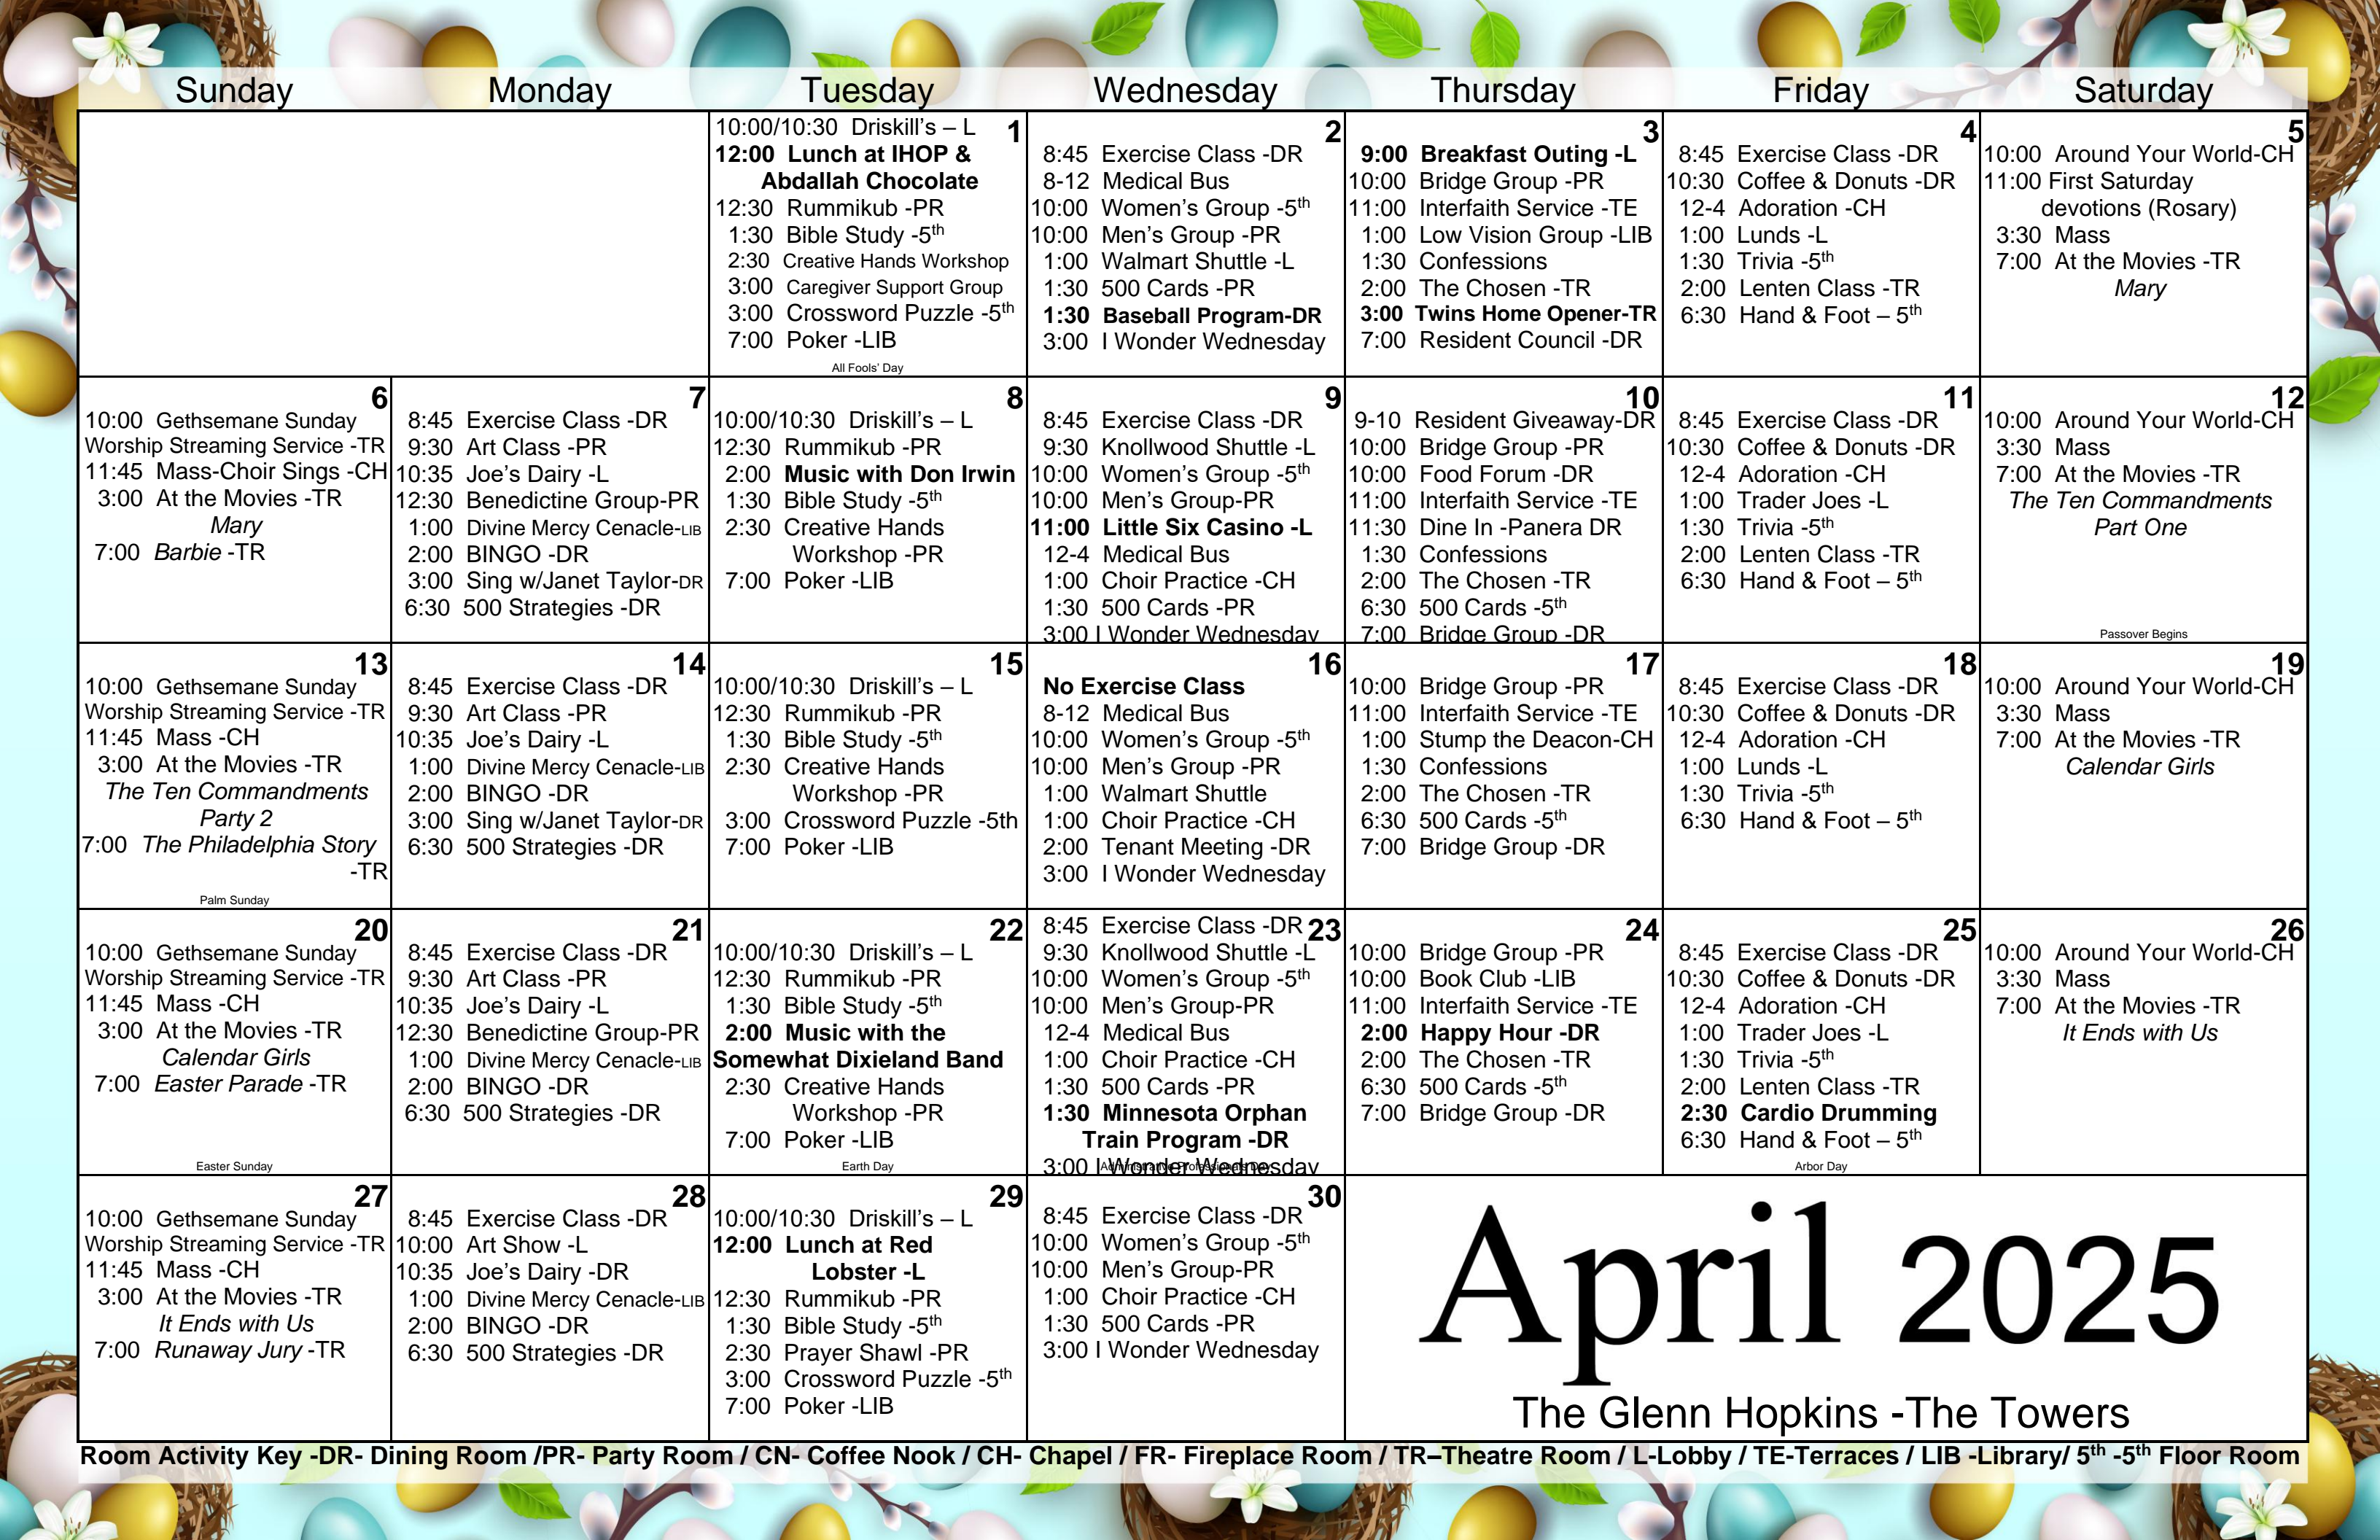 Sunday Monday Tuesday Wednesday Thursday Friday Saturday
1
10:00/10:30 Driskill's – L
12:00 Lunch at IHOP &
Abdallah Chocolate
12:30 Rummikub -PR
1:30 Bible Study -5th
2:30 Creative Hands Workshop
3:00 Caregiver Support Group
3:00 Crossword Puzzle -5th
7:00 Poker -LIB
All Fools' Day
2
8:45 Exercise Class -DR
8-12 Medical Bus
10:00 Women's Group -5th
10:00 Men's Group -PR
1:00 Walmart Shuttle -L
1:30 500 Cards -PR
1:30 Baseball Program-DR
3:00 I Wonder Wednesday
3
9:00 Breakfast Outing -L
10:00 Bridge Group -PR
11:00 Interfaith Service -TE
1:00 Low Vision Group -LIB
1:30 Confessions
2:00 The Chosen -TR
3:00 Twins Home Opener-TR
7:00 Resident Council -DR
4
8:45 Exercise Class -DR
10:30 Coffee & Donuts -DR
12-4 Adoration -CH
1:00 Lunds -L
1:30 Trivia -5th
2:00 Lenten Class -TR
6:30 Hand & Foot – 5th
5
10:00 Around Your World-CH
11:00 First Saturday
devotions (Rosary)
3:30 Mass
7:00 At the Movies -TR
Mary
6
10:00 Gethsemane Sunday
Worship Streaming Service -TR
11:45 Mass-Choir Sings -CH
3:00 At the Movies -TR
Mary
7:00 Barbie -TR
7
8:45 Exercise Class -DR
9:30 Art Class -PR
10:35 Joe's Dairy -L
12:30 Benedictine Group-PR
1:00 Divine Mercy Cenacle-LIB
2:00 BINGO -DR
3:00 Sing w/Janet Taylor-DR
6:30 500 Strategies -DR
8
10:00/10:30 Driskill's – L
12:30 Rummikub -PR
2:00 Music with Don Irwin
1:30 Bible Study -5th
2:30 Creative Hands
Workshop -PR
7:00 Poker -LIB
9
8:45 Exercise Class -DR
9:30 Knollwood Shuttle -L
10:00 Women's Group -5th
10:00 Men's Group-PR
11:00 Little Six Casino -L
12-4 Medical Bus
1:00 Choir Practice -CH
1:30 500 Cards -PR
3:00 I Wonder Wednesday
10
9-10 Resident Giveaway-DR
10:00 Bridge Group -PR
10:00 Food Forum -DR
11:00 Interfaith Service -TE
11:30 Dine In -Panera DR
1:30 Confessions
2:00 The Chosen -TR
6:30 500 Cards -5th
7:00 Bridge Group -DR
11
8:45 Exercise Class -DR
10:30 Coffee & Donuts -DR
12-4 Adoration -CH
1:00 Trader Joes -L
1:30 Trivia -5th
2:00 Lenten Class -TR
6:30 Hand & Foot – 5th
12
10:00 Around Your World-CH
3:30 Mass
7:00 At the Movies -TR
The Ten Commandments
Part One
Passover Begins
13
10:00 Gethsemane Sunday
Worship Streaming Service -TR
11:45 Mass -CH
3:00 At the Movies -TR
The Ten Commandments
Party 2
7:00 The Philadelphia Story
-TR
Palm Sunday
14
8:45 Exercise Class -DR
9:30 Art Class -PR
10:35 Joe's Dairy -L
1:00 Divine Mercy Cenacle-LIB
2:00 BINGO -DR
3:00 Sing w/Janet Taylor-DR
6:30 500 Strategies -DR
15
10:00/10:30 Driskill's – L
12:30 Rummikub -PR
1:30 Bible Study -5th
2:30 Creative Hands
Workshop -PR
3:00 Crossword Puzzle -5th
7:00 Poker -LIB
16
No Exercise Class
8-12 Medical Bus
10:00 Women's Group -5th
10:00 Men's Group -PR
1:00 Walmart Shuttle
1:00 Choir Practice -CH
2:00 Tenant Meeting -DR
3:00 I Wonder Wednesday
17
10:00 Bridge Group -PR
11:00 Interfaith Service -TE
1:00 Stump the Deacon-CH
1:30 Confessions
2:00 The Chosen -TR
6:30 500 Cards -5th
7:00 Bridge Group -DR
18
8:45 Exercise Class -DR
10:30 Coffee & Donuts -DR
12-4 Adoration -CH
1:00 Lunds -L
1:30 Trivia -5th
6:30 Hand & Foot – 5th
19
10:00 Around Your World-CH
3:30 Mass
7:00 At the Movies -TR
Calendar Girls
20
10:00 Gethsemane Sunday
Worship Streaming Service -TR
11:45 Mass -CH
3:00 At the Movies -TR
Calendar Girls
7:00 Easter Parade -TR
Easter Sunday
21
8:45 Exercise Class -DR
9:30 Art Class -PR
10:35 Joe's Dairy -L
12:30 Benedictine Group-PR
1:00 Divine Mercy Cenacle-LIB
2:00 BINGO -DR
6:30 500 Strategies -DR
22
10:00/10:30 Driskill's – L
12:30 Rummikub -PR
1:30 Bible Study -5th
2:00 Music with the
Somewhat Dixieland Band
2:30 Creative Hands
Workshop -PR
7:00 Poker -LIB
Earth Day
23
8:45 Exercise Class -DR
9:30 Knollwood Shuttle -L
10:00 Women's Group -5th
10:00 Men's Group-PR
12-4 Medical Bus
1:00 Choir Practice -CH
1:30 500 Cards -PR
1:30 Minnesota Orphan
Train Program -DR
3:00 I Wonder Wednesday
Administrative Professionals Day
24
10:00 Bridge Group -PR
10:00 Book Club -LIB
11:00 Interfaith Service -TE
2:00 Happy Hour -DR
2:00 The Chosen -TR
6:30 500 Cards -5th
7:00 Bridge Group -DR
25
8:45 Exercise Class -DR
10:30 Coffee & Donuts -DR
12-4 Adoration -CH
1:00 Trader Joes -L
1:30 Trivia -5th
2:00 Lenten Class -TR
2:30 Cardio Drumming
6:30 Hand & Foot – 5th
Arbor Day
26
10:00 Around Your World-CH
3:30 Mass
7:00 At the Movies -TR
It Ends with Us
27
10:00 Gethsemane Sunday
Worship Streaming Service -TR
11:45 Mass -CH
3:00 At the Movies -TR
It Ends with Us
7:00 Runaway Jury -TR
28
8:45 Exercise Class -DR
10:00 Art Show -L
10:35 Joe's Dairy -DR
1:00 Divine Mercy Cenacle-LIB
2:00 BINGO -DR
6:30 500 Strategies -DR
29
10:00/10:30 Driskill's – L
12:00 Lunch at Red
Lobster -L
12:30 Rummikub -PR
1:30 Bible Study -5th
2:30 Prayer Shawl -PR
3:00 Crossword Puzzle -5th
7:00 Poker -LIB
30
8:45 Exercise Class -DR
10:00 Women's Group -5th
10:00 Men's Group-PR
1:00 Choir Practice -CH
1:30 500 Cards -PR
3:00 I Wonder Wednesday
April 2025
The Glenn Hopkins -The Towers
Room Activity Key -DR- Dining Room /PR- Party Room / CN- Coffee Nook / CH- Chapel / FR- Fireplace Room / TR–Theatre Room / L-Lobby / TE-Terraces / LIB -Library/ 5th -5th Floor Room